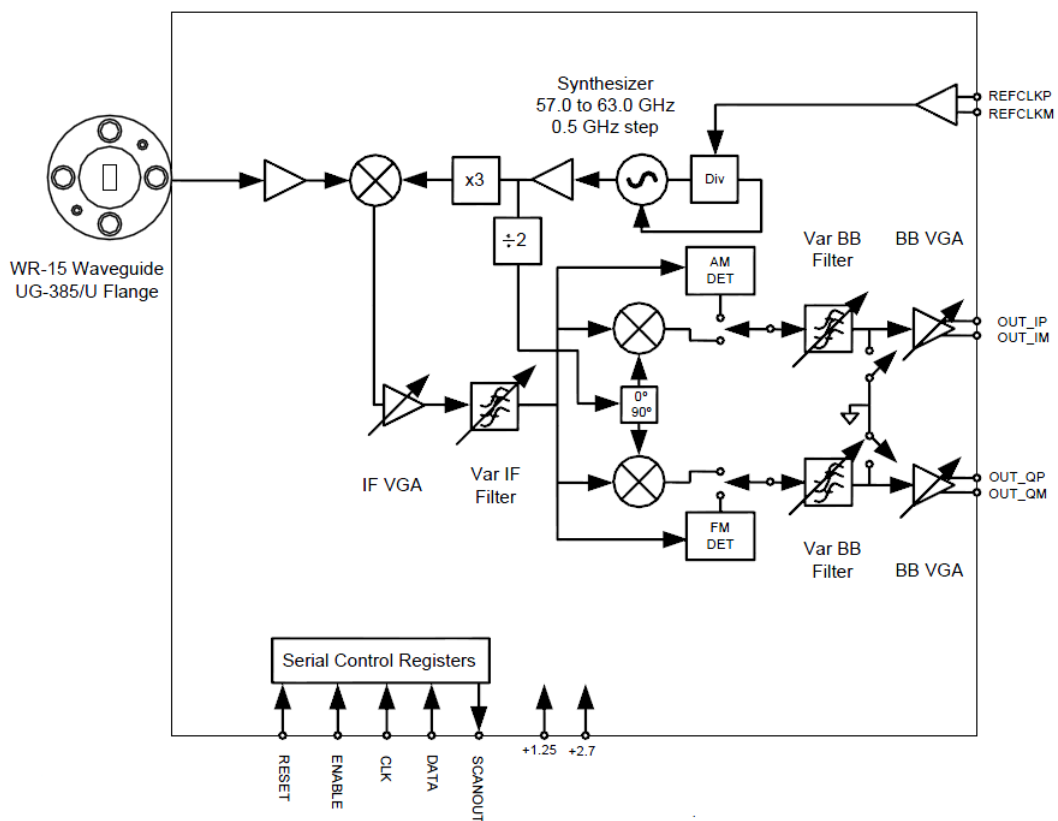 Synthesizer
57.0 to 63.0 GHz
0.5 GHz step
REFCLKP
REFCLKM
x3
Div
÷2
WR-15 Waveguide
UG-385/U Flange
Var BB
Filter
BB VGA
AM
DET
OUT_IP
OUT_IM
0º
90º
IF VGA
Var IF
Filter
FM
DET
OUT_QP
OUT_QM
Var BB
Filter
BB VGA
Serial Control Registers
RESET
ENABLE
CLK
DATA
SCANOUT
+1.25
+2.7